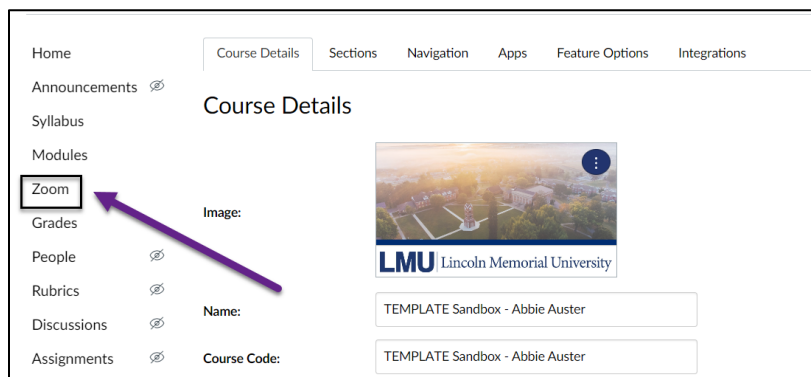 Home
Announcements
Syllabus
Modules
Zoom
Grades
People
Rubrics
Discussions
Assignments
Course Details Sections Navigation Apps Feature Options Integrations
Course Details
Image:
LMU Lincoln Memorial University
Name: TEMPLATE Sandbox - Abbie Auster
Course Code: TEMPLATE Sandbox - Abbie Auster